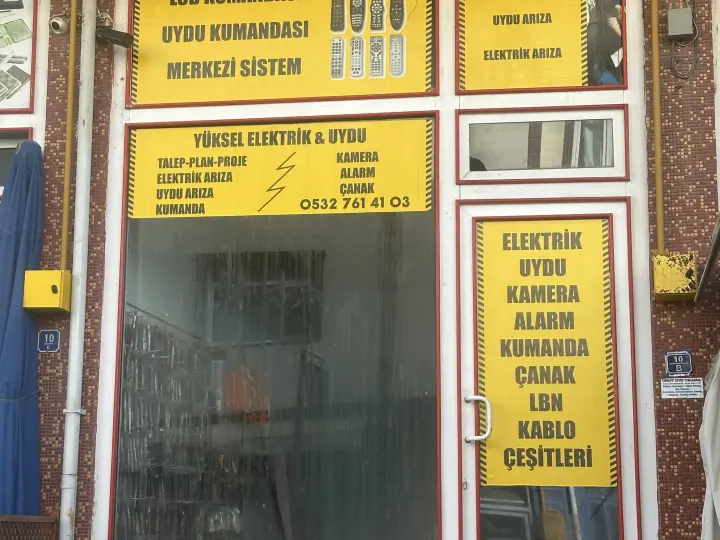 UYDU KUMANDASI
MERKEZİ SİSTEM
UYDU ARIZA
ELEKTRİK ARIZA
YÜKSEL ELEKTRİK & UYDU
TALEP-PLAN-PROJE
ELEKTRİK ARIZA
UYDU ARIZA
KUMANDA
KAMERA
ALARM
ÇANAK
0532 761 41 03
ELEKTRİK
UYDU
KAMERA
ALARM
KUMANDA
ÇANAK
LBN
KABLO
ÇEŞİTLERİ
10
C
10
B